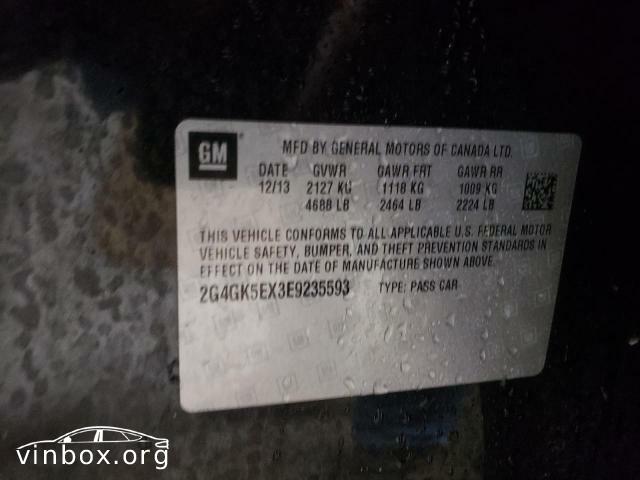 GM
MFD BY GENERAL MOTORS OF CANADA LTD.
DATE GVWR GAWR FRT GAWR RR
12/13 2127 KG 1118 KG 1009 KG
4688 LB 2464 LB 2224 LB
THIS VEHICLE CONFORMS TO ALL APPLICABLE U.S. FEDERAL MOTOR
VEHICLE SAFETY, BUMPER, AND THEFT PREVENTION STANDARDS IN
EFFECT ON THE DATE OF MANUFACTURE SHOWN ABOVE.
2G4GK5EX3E9235593 TYPE: PASS CAR
vinbox.org